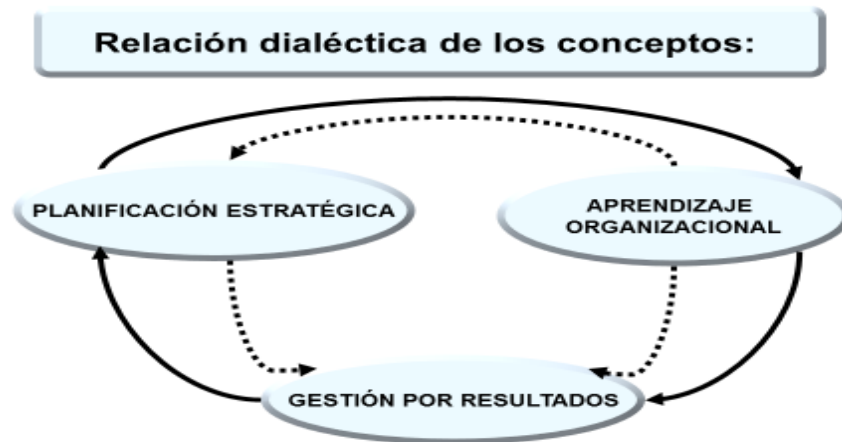 Relación dialéctica de los conceptos:
PLANIFICACIÓN ESTRATÉGICA
APRENDIZAJE
ORGANIZACIONAL
GESTIÓN POR RESULTADOS